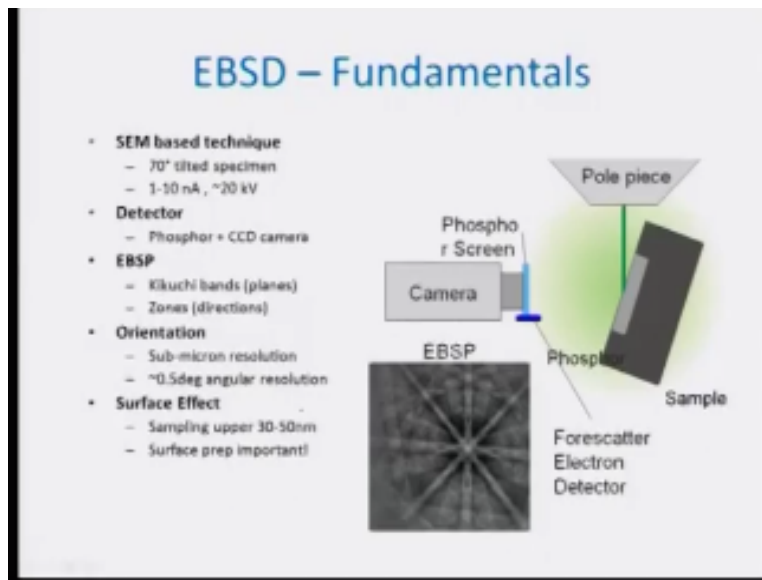 EBSD – Fundamentals
• SEM based technique
– 70° tilted specimen
– 1-10 nA , ~20 kV
• Detector
– Phosphor + CCD camera
• EBSP
– Kikuchi bands (planes)
– Zones (directions)
• Orientation
– Sub-micron resolution
– ~0.5deg angular resolution
• Surface Effect
– Sampling upper 30-50nm
– Surface prep important!
Pole piece
Phospho
r Screen
Camera
EBSP
Phosphor
Sample
Forescatter
Electron
Detector